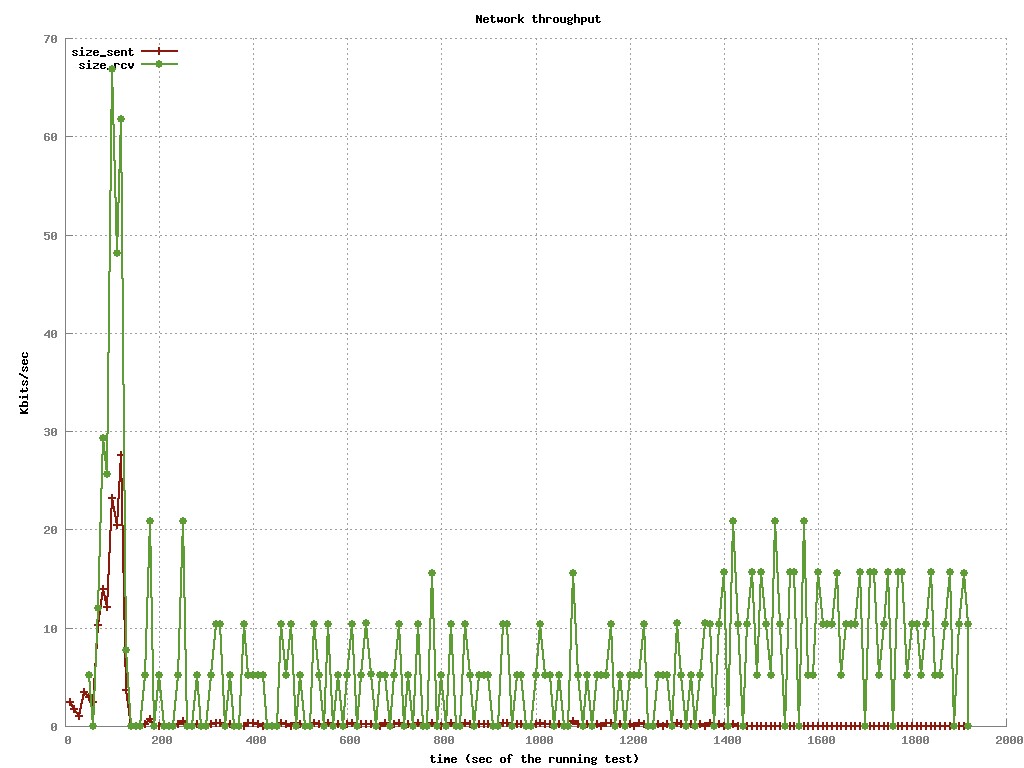 Network throughput
size_sent
size_rcv
70
60
50
40
30
20
10
0
Kbits/sec
0 200 400 600 800 1000 1200 1400 1600 1800 2000
time (sec of the running test)